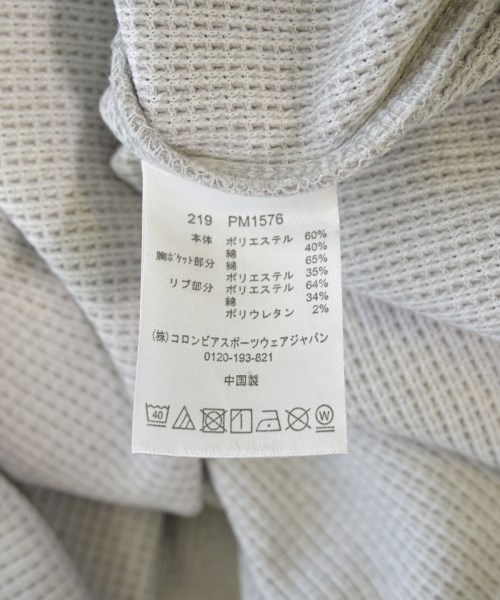 219 PM1576
本体 ポリエステル 60%
綿 40%
胸ポケット部分 綿 65%
ポリエステル 35%
リブ部分 ポリエステル 64%
綿 34%
ポリウレタン 2%
(株)コロンビアスポーツウェアジャパン
0120-193-821
中国製
40
W